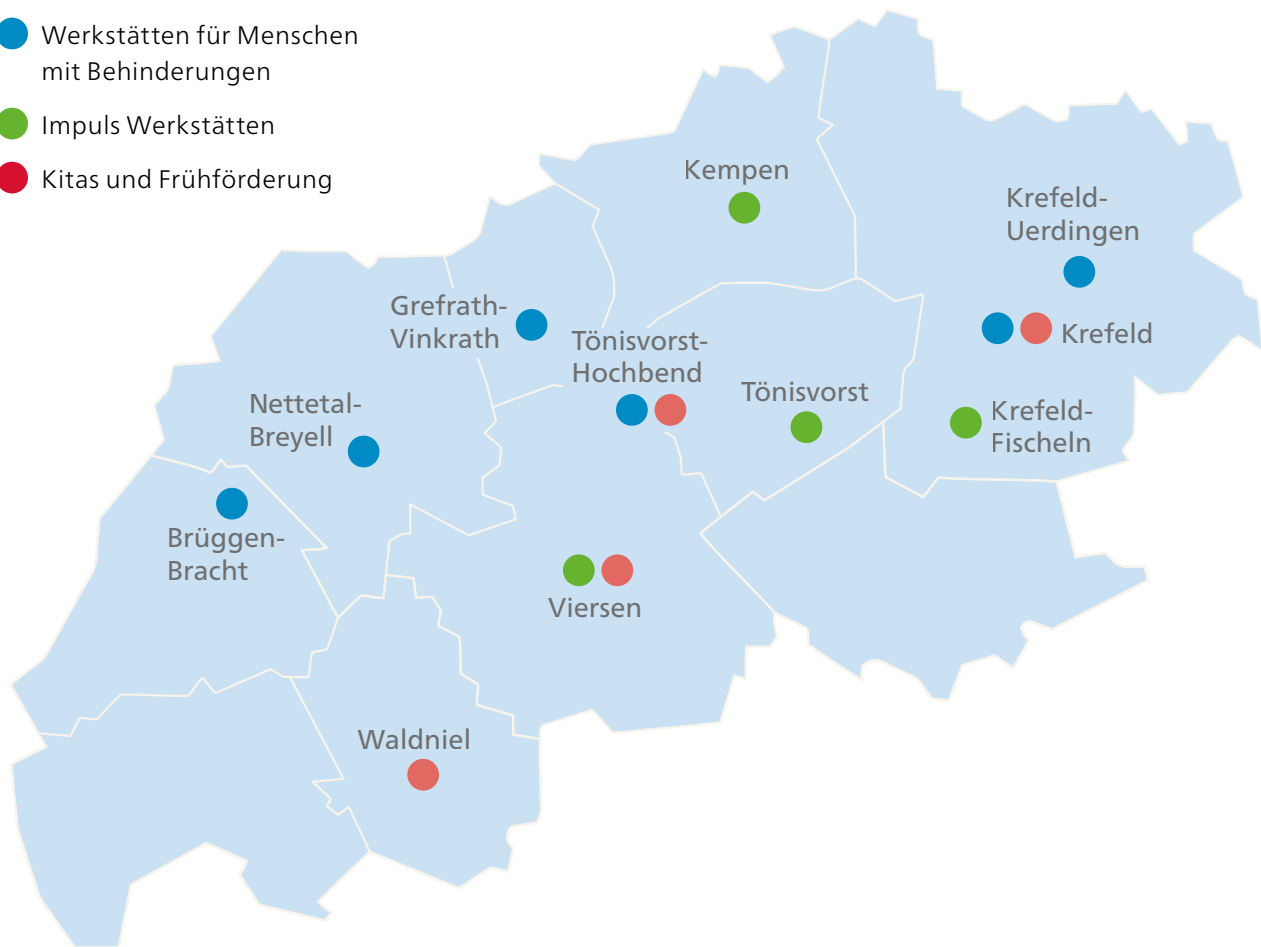 Werkstätten für Menschen
mit Behinderungen
Impuls Werkstätten
Kitas und Frühförderung
Kempen
Krefeld-
Uerdingen
Grefrath-
Vinkrath
Tönisvorst-
Hochbend
Krefeld
Nettetal-
Breyell
Tönisvorst
Krefeld-
Fischeln
Brüggen-
Bracht
Viersen
Waldniel